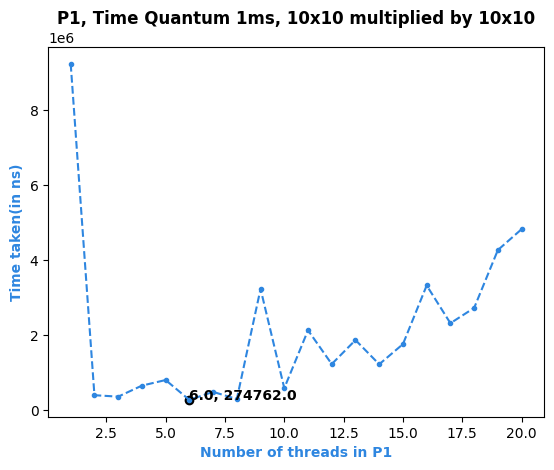 P1, Time Quantum 1ms, 10x10 multiplied by 10x10
1e6
8
6
4
2
0
Time taken(in ns)
6.0, 274762.0
2.5 5.0 7.5 10.0 12.5 15.0 17.5 20.0
Number of threads in P1